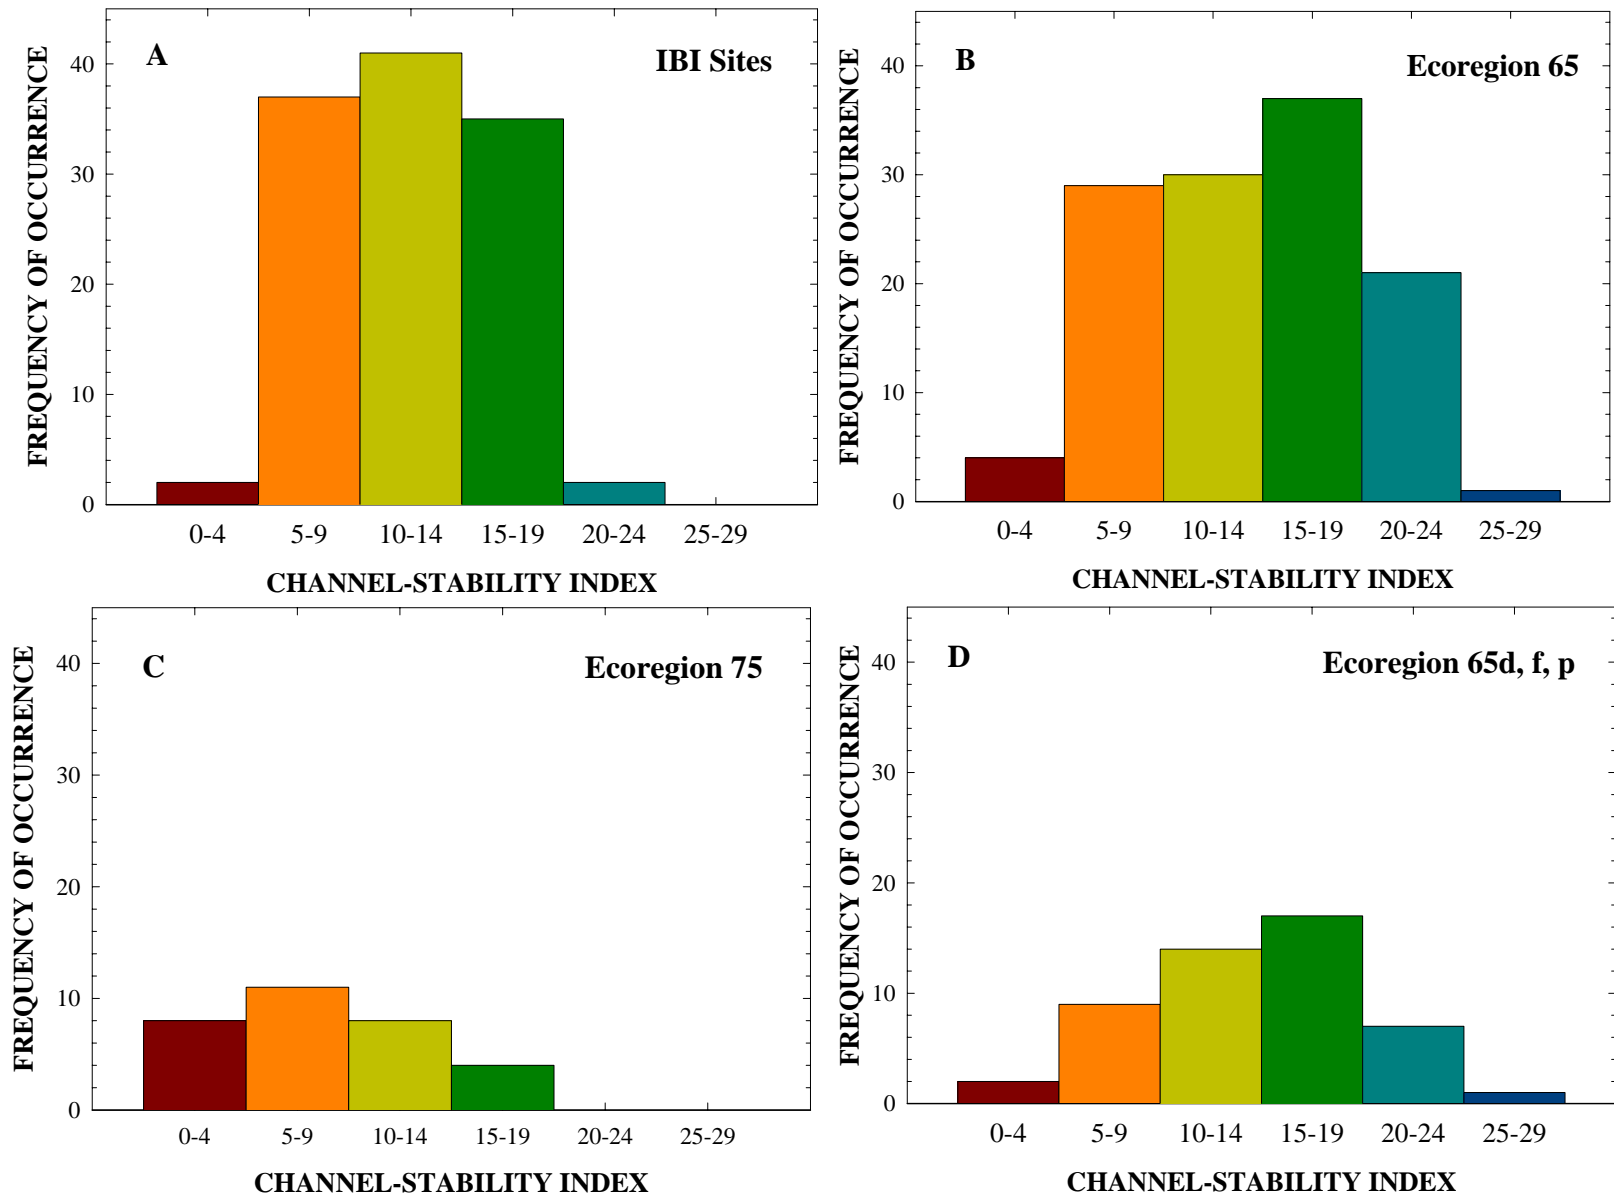 A
IBI Sites
FREQUENCY OF OCCURRENCE
40
30
20
10
0
0-4 5-9 10-14 15-19 20-24 25-29
CHANNEL-STABILITY INDEX
B
Ecoregion 65
FREQUENCY OF OCCURRENCE
40
30
20
10
0
0-4 5-9 10-14 15-19 20-24 25-29
CHANNEL-STABILITY INDEX
C
Ecoregion 75
FREQUENCY OF OCCURRENCE
40
30
20
10
0
0-4 5-9 10-14 15-19 20-24 25-29
CHANNEL-STABILITY INDEX
D
Ecoregion 65d, f, p
FREQUENCY OF OCCURRENCE
40
30
20
10
0
0-4 5-9 10-14 15-19 20-24 25-29
CHANNEL-STABILITY INDEX